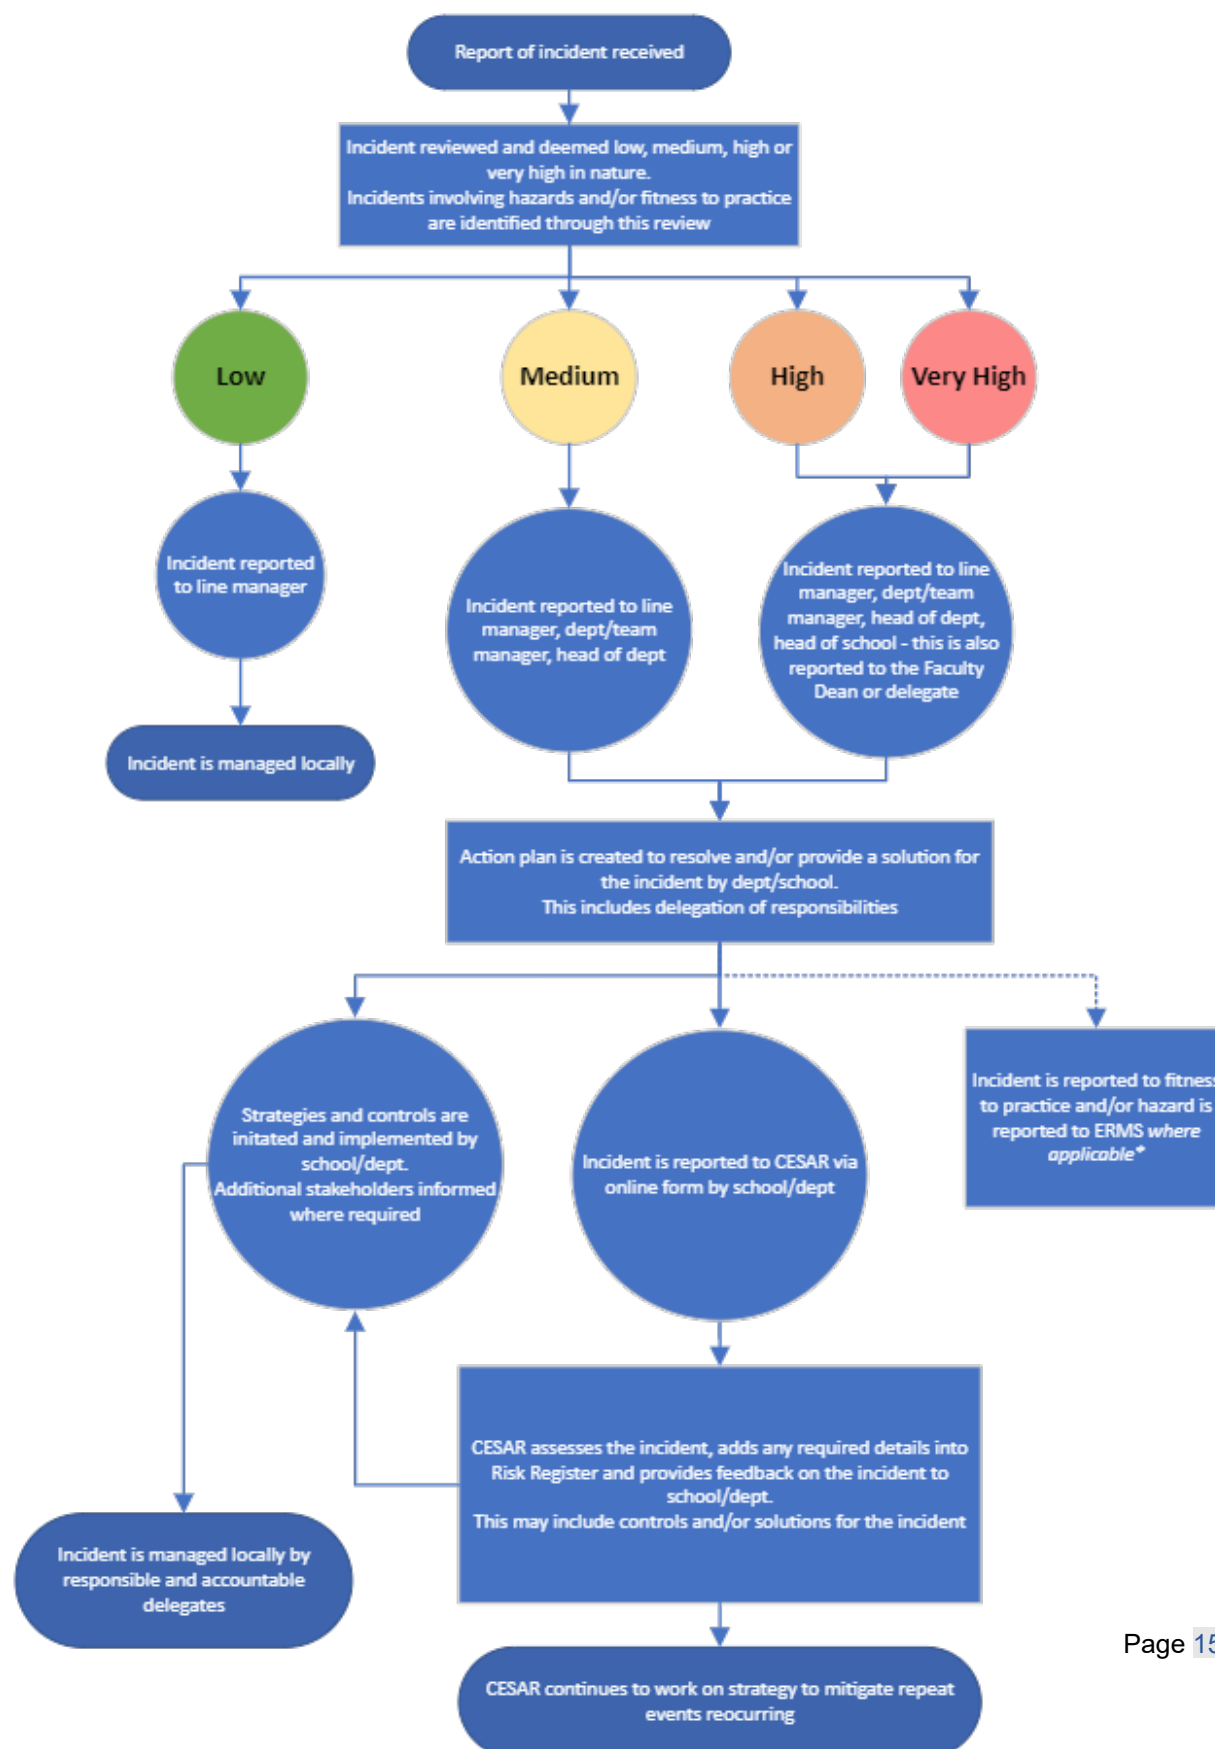 Report of incident received
Incident reviewed and deemed low, medium, high or
very high in nature.
Incidents involving hazards and/or fitness to practice
are identified through this review
Low
Medium
High
Very High
Incident reported
to line manager
Incident reported to line
manager, dept/team
manager, head of dept
Incident reported to line
manager, dept/team
manager, head of dept,
head of school - this is also
reported to the Faculty
Dean or delegate
Incident is managed locally
Action plan is created to resolve and/or provide a solution for
the incident by dept/school.
This includes delegation of responsibilities
Strategies and controls are
initated and implemented by
school/dept.
Additional stakeholders informed
where required
Incident is reported to CESAR via
online form by school/dept
Incident is reported to fitness
to practice and/or hazard is
reported to ERMS where
applicable*
CESAR assesses the incident, adds any required details into
Risk Register and provides feedback on the incident to
school/dept.
This may include controls and/or solutions for the incident
Incident is managed locally by
responsible and accountable
delegates
Page 15
CESAR continues to work on strategy to mitigate repeat
events reocurring